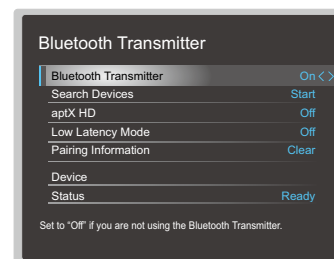 Bluetooth Transmitter
Bluetooth Transmitter On < >
Search Devices Start
aptX HD Off
Low Latency Mode Off
Pairing Information Clear
Device
Status Ready
Set to “Off” if you are not using the Bluetooth Transmitter.